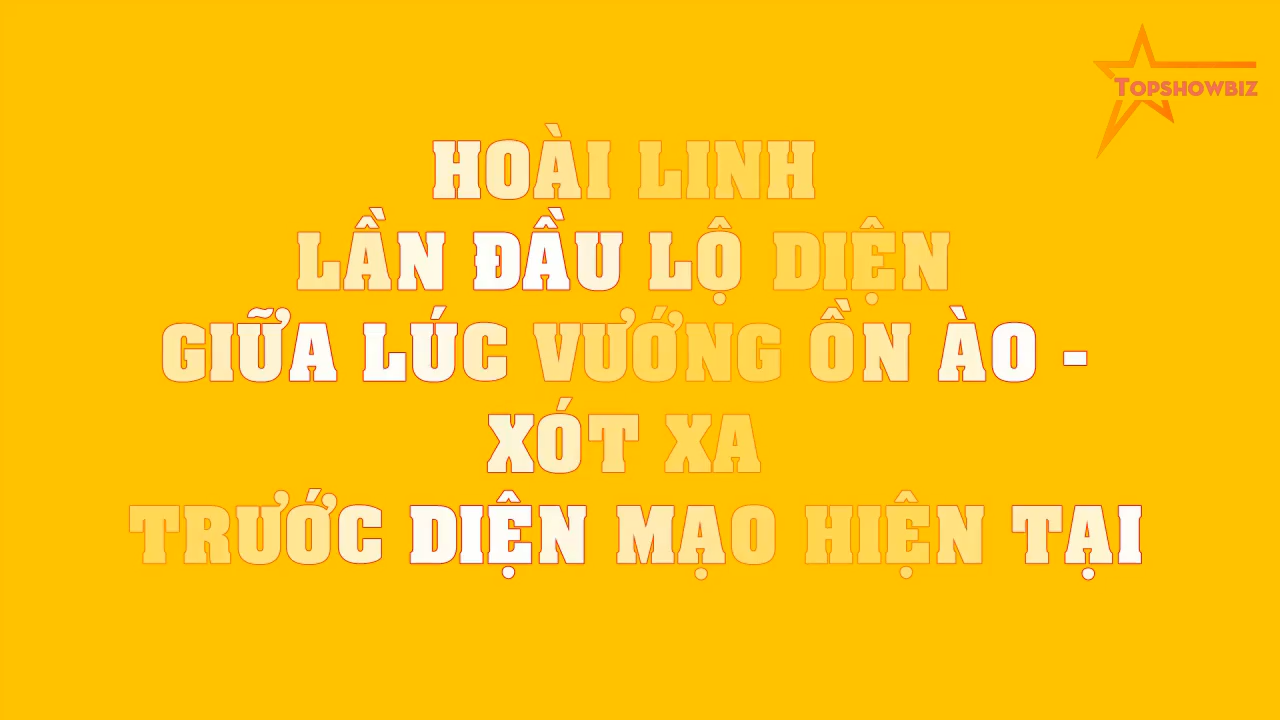 TOPSHOWBIZ
HOÀI LINH
LẦN ĐẦU LỘ DIỆN
GIỮA LÚC VƯỚNG ỒN ÀO -
XÓT XA
TRƯỚC DIỆN MẠO HIỆN TẠI